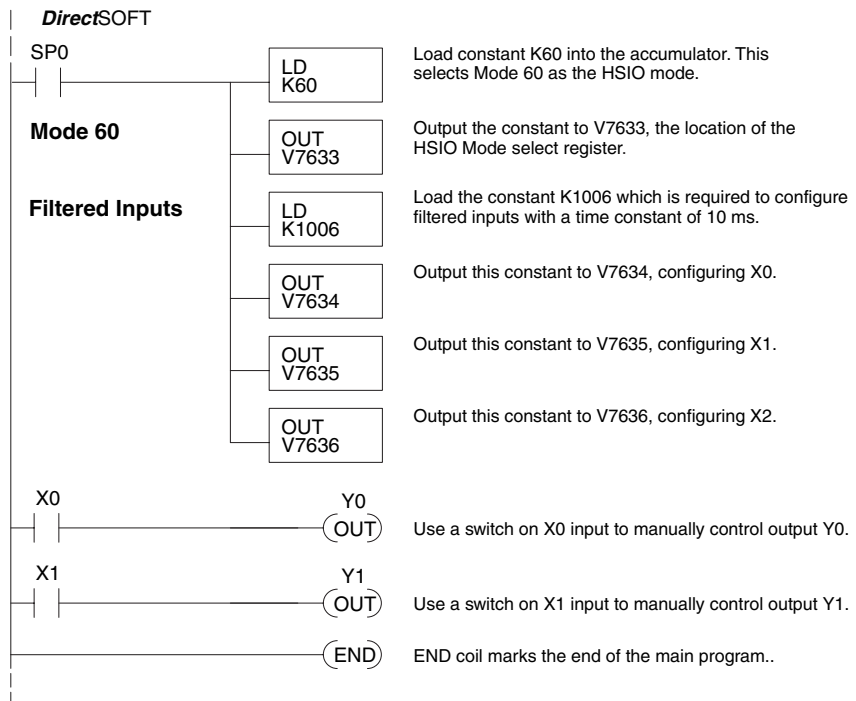 DirectSOFT
SP0
LD
K60
Load constant K60 into the accumulator. This
selects Mode 60 as the HSIO mode.
Mode 60
OUT
V7633
Output the constant to V7633, the location of the
HSIO Mode select register.
Filtered Inputs
LD
K1006
Load the constant K1006 which is required to configure
filtered inputs with a time constant of 10 ms.
OUT
V7634
Output this constant to V7634, configuring X0.
OUT
V7635
Output this constant to V7635, configuring X1.
OUT
V7636
Output this constant to V7636, configuring X2.
X0
Y0
OUT
Use a switch on X0 input to manually control output Y0.
X1
Y1
OUT
Use a switch on X1 input to manually control output Y1.
END
END coil marks the end of the main program..